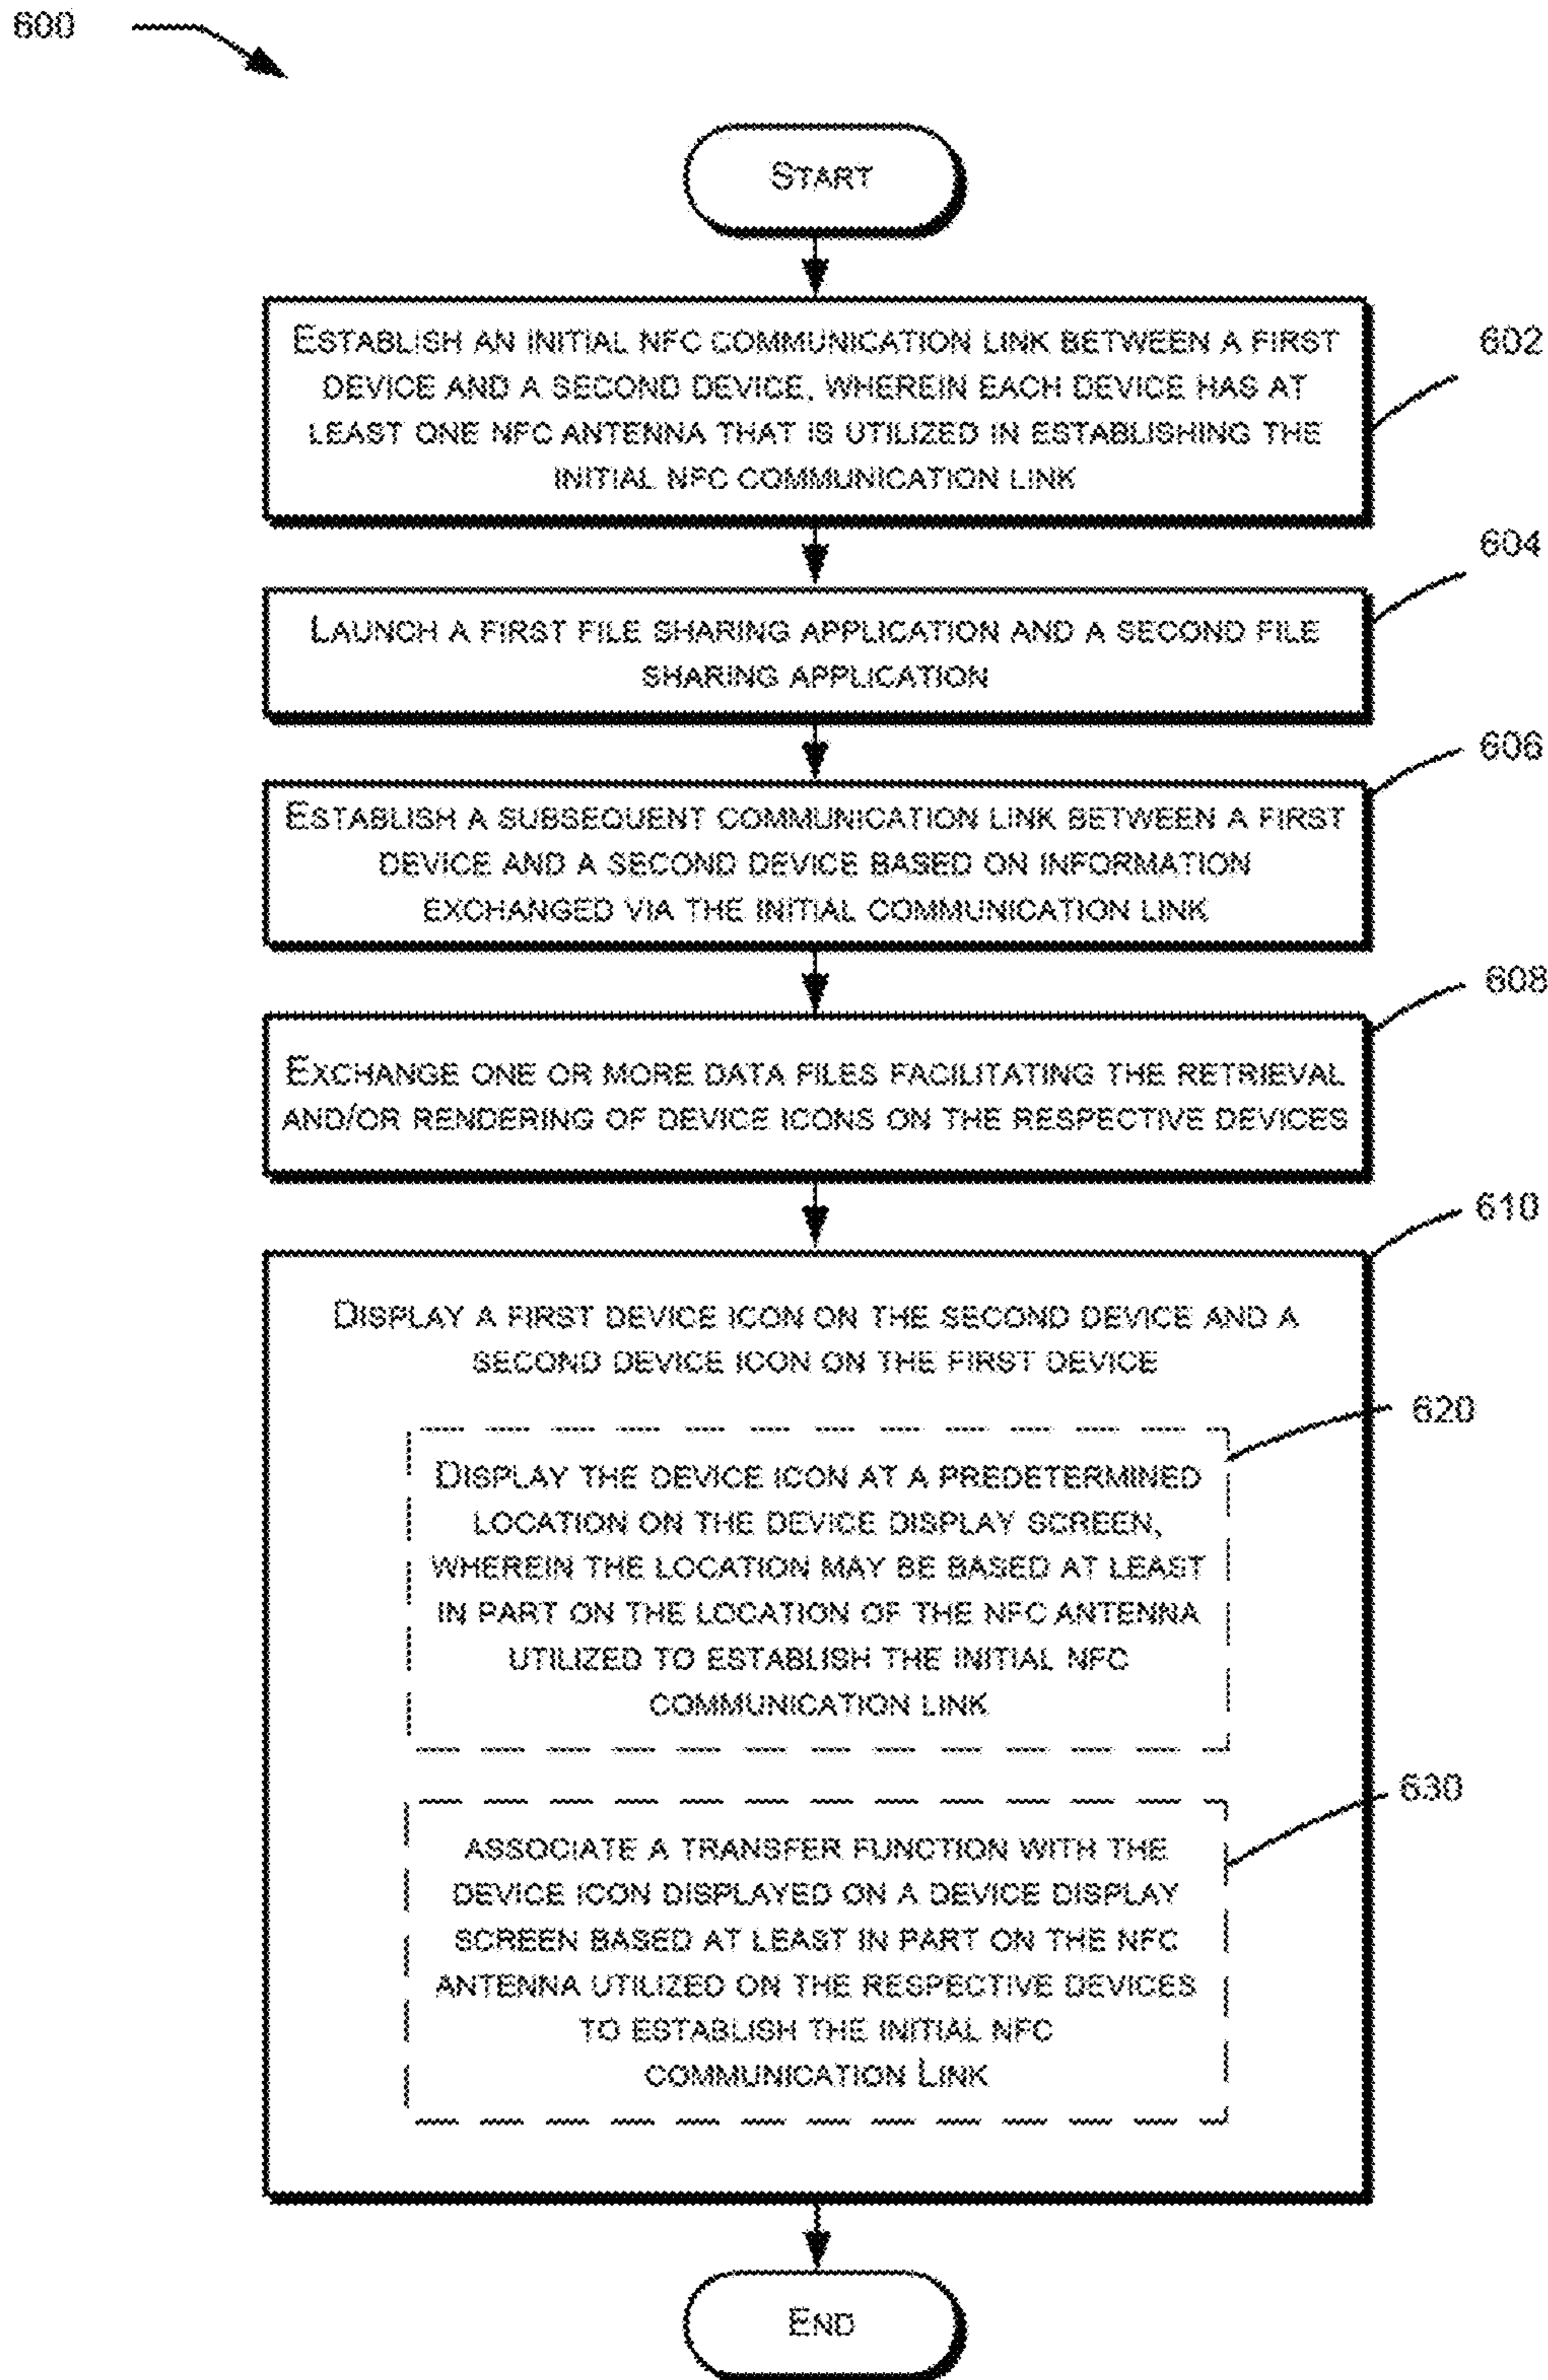 600
START
ESTABLISH AN INITIAL NFC COMMUNICATION LINK BETWEEN A FIRST
DEVICE AND A SECOND DEVICE, WHEREIN EACH DEVICE HAS AT
LEAST ONE NFC ANTENNA THAT IS UTILIZED IN ESTABLISHING THE
INITIAL NFC COMMUNICATION LINK
602
LAUNCH A FIRST FILE SHARING APPLICATION AND A SECOND FILE
SHARING APPLICATION
604
ESTABLISH A SUBSEQUENT COMMUNICATION LINK BETWEEN A FIRST
DEVICE AND A SECOND DEVICE BASED ON INFORMATION
EXCHANGED VIA THE INITIAL COMMUNICATION LINK
606
EXCHANGE ONE OR MORE DATA FILES FACILITATING THE RETRIEVAL
AND/OR RENDERING OF DEVICE ICONS ON THE RESPECTIVE DEVICES
608
DISPLAY A FIRST DEVICE ICON ON THE SECOND DEVICE AND A
SECOND DEVICE ICON ON THE FIRST DEVICE
610
DISPLAY THE DEVICE ICON AT A PREDETERMINED
LOCATION ON THE DEVICE DISPLAY SCREEN,
WHEREIN THE LOCATION MAY BE BASED AT LEAST
IN PART ON THE LOCATION OF THE NFC ANTENNA
UTILIZED TO ESTABLISH THE INITIAL NFC
COMMUNICATION LINK
620
ASSOCIATE A TRANSFER FUNCTION WITH THE
DEVICE ICON DISPLAYED ON A DEVICE DISPLAY
SCREEN BASED AT LEAST IN PART ON THE NFC
ANTENNA UTILIZED ON THE RESPECTIVE DEVICES
TO ESTABLISH THE INITIAL NFC
COMMUNICATION LINK
630
END